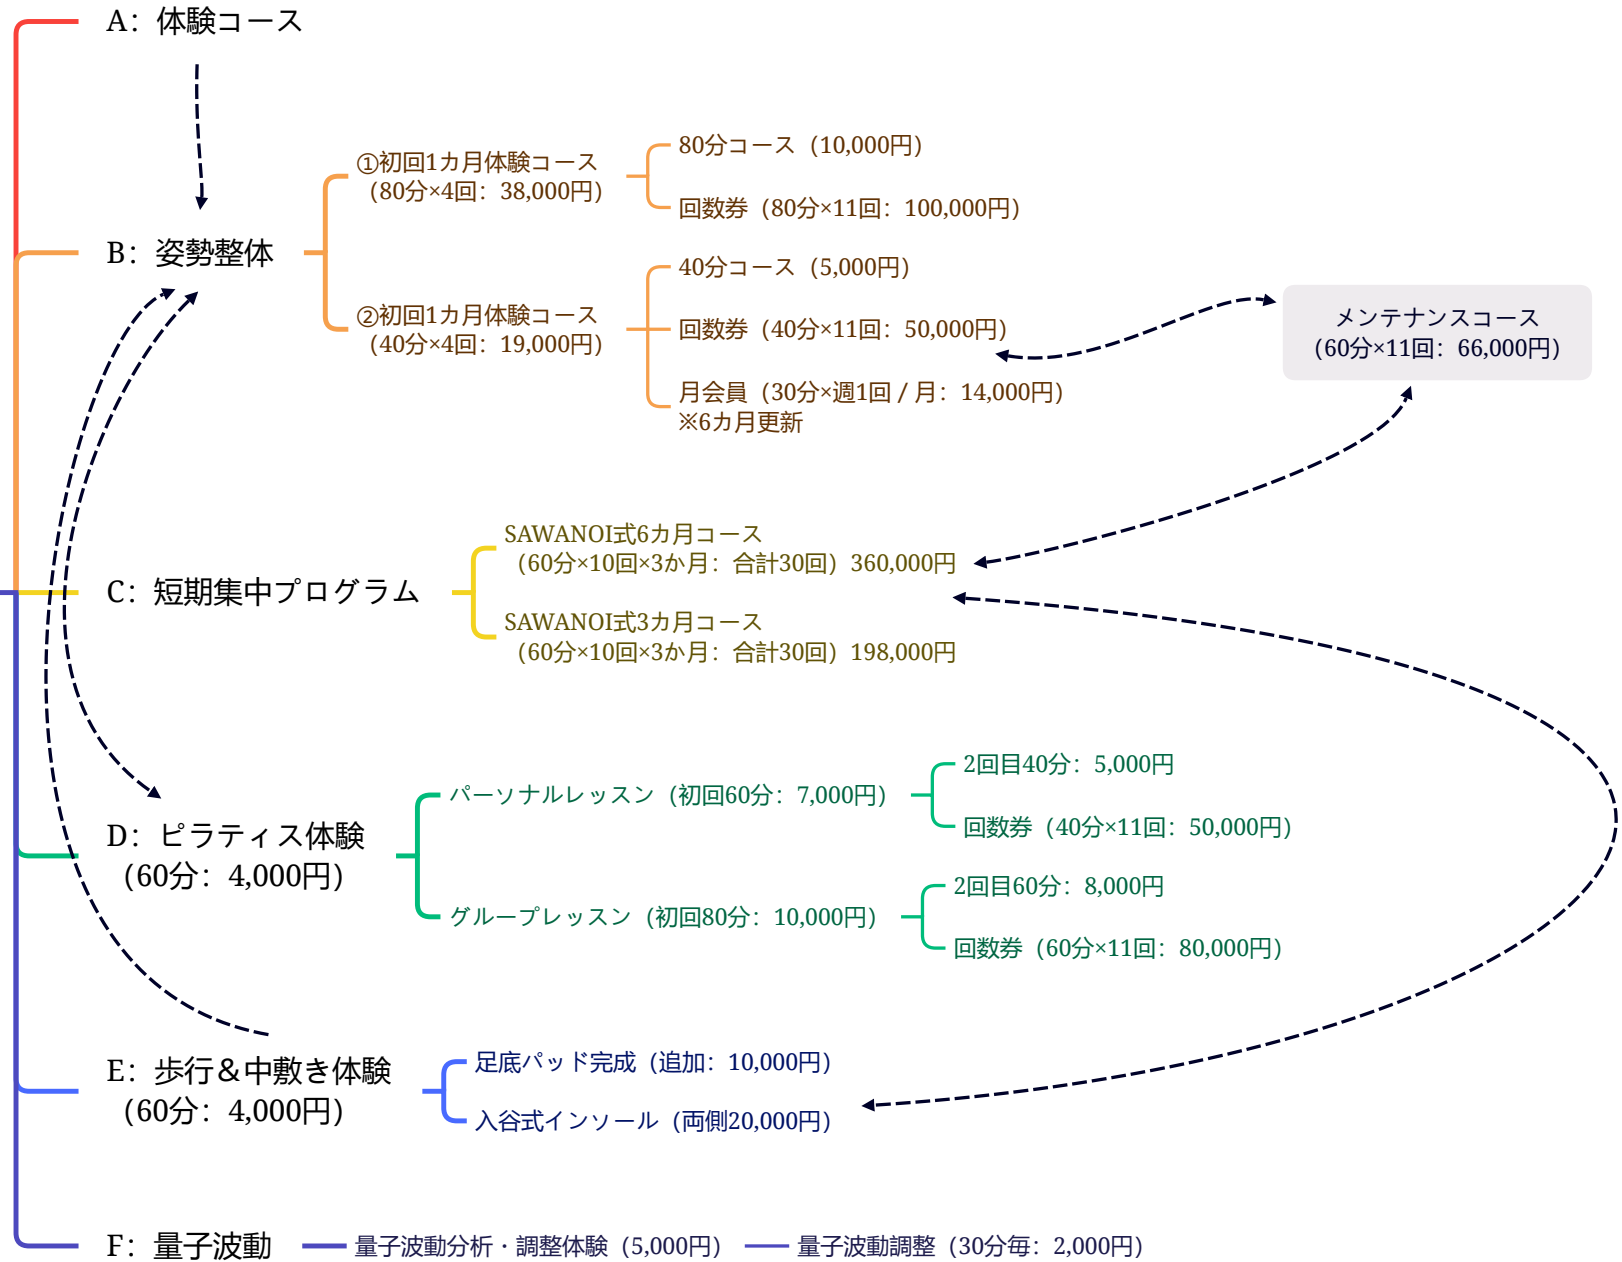 A：体験コース
B：姿勢整体
①初回1カ月体験コース
（80分×4回：38,000円）
80分コース（10,000円）
回数券（80分×11回：100,000円）
②初回1カ月体験コース
（40分×4回：19,000円）
40分コース（5,000円）
回数券（40分×11回：50,000円）
月会員（30分×週1回 / 月：14,000円）
※6カ月更新
メンテナンスコース
（60分×11回：66,000円）
C：短期集中プログラム
SAWANOI式6カ月コース
（60分×10回×3か月：合計30回）360,000円
SAWANOI式3カ月コース
（60分×10回×3か月：合計30回）198,000円
D：ピラティス体験
（60分：4,000円）
パーソナルレッスン（初回60分：7,000円）
2回目40分：5,000円
回数券（40分×11回：50,000円）
グループレッスン（初回80分：10,000円）
2回目60分：8,000円
回数券（60分×11回：80,000円）
E：歩行＆中敷き体験
（60分：4,000円）
足底パッド完成（追加：10,000円）
入谷式インソール（両側20,000円）
F：量子波動
量子波動分析・調整体験（5,000円）
量子波動調整（30分毎：2,000円）